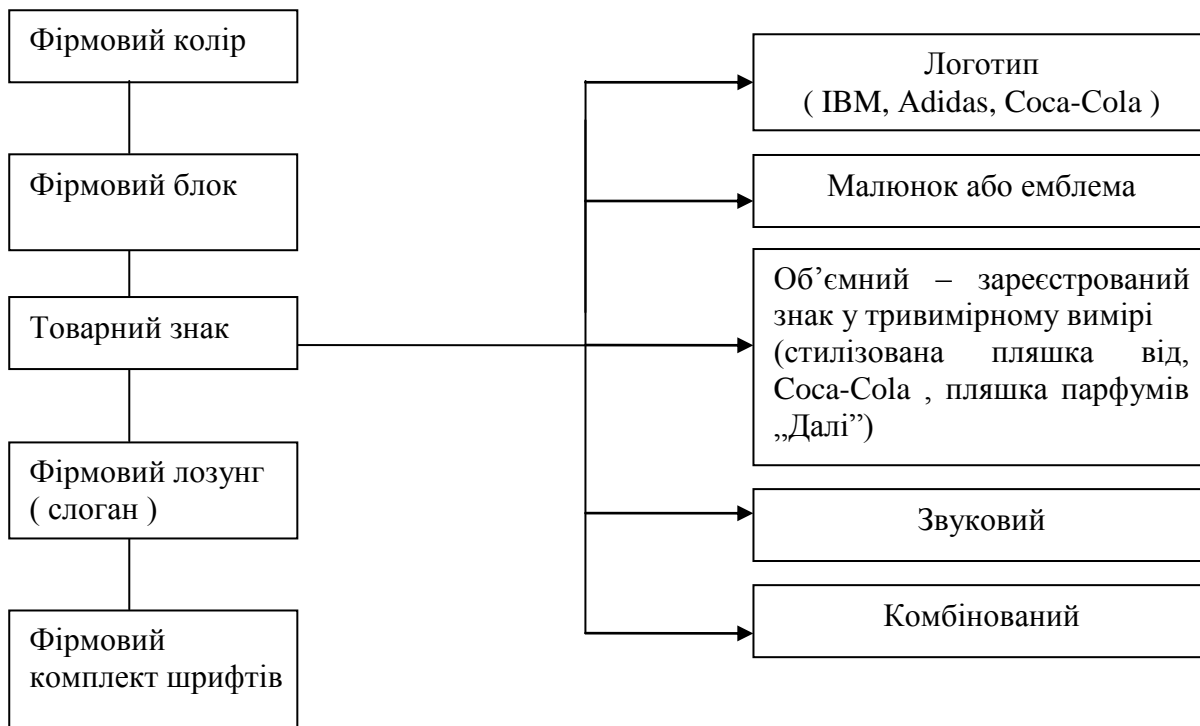 Фірмовий колір
Фірмовий блок
Товарний знак
Фірмовий лозунг
( слоган )
Фірмовий
комплект шрифтів
Логотип
( IBM, Adidas, Coca-Cola )
Малюнок або емблема
Об’ємний – зареєстрований
знак у тривимірному вимірі
(стилізована пляшка від,
Coca-Cola , пляшка парфумів
„Далі”)
Звуковий
Комбінований